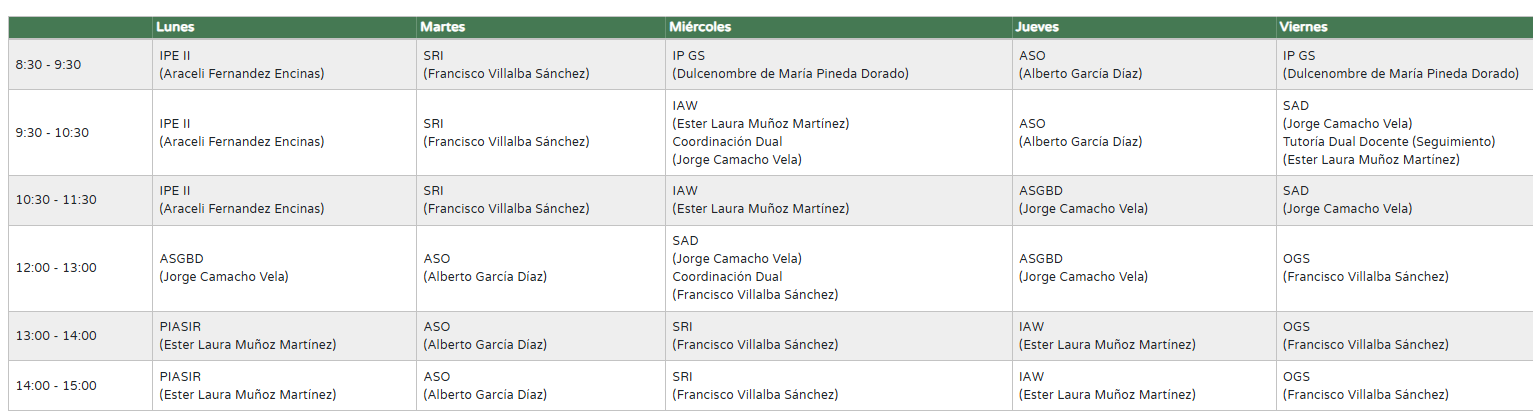 Lunes Martes Miércoles Jueves Viernes
8:30 - 9:30
IPE II
(Araceli Fernandez Encinas)
SRI
(Francisco Villalba Sánchez)
IP GS
(Dulcenombre de María Pineda Dorado)
ASO
(Alberto García Díaz)
IP GS
(Dulcenombre de María Pineda Dorado)
9:30 - 10:30
IPE II
(Araceli Fernandez Encinas)
SRI
(Francisco Villalba Sánchez)
IAW
(Ester Laura Muñoz Martínez)
Coordinación Dual
(Jorge Camacho Vela)
ASO
(Alberto García Díaz)
SAD
(Jorge Camacho Vela)
Tutoría Dual Docente (Seguimiento)
(Ester Laura Muñoz Martínez)
10:30 - 11:30
IPE II
(Araceli Fernandez Encinas)
SRI
(Francisco Villalba Sánchez)
IAW
(Ester Laura Muñoz Martínez)
ASGBD
(Jorge Camacho Vela)
SAD
(Jorge Camacho Vela)
12:00 - 13:00
ASGBD
(Jorge Camacho Vela)
ASO
(Alberto García Díaz)
SAD
(Jorge Camacho Vela)
Coordinación Dual
(Francisco Villalba Sánchez)
ASGBD
(Jorge Camacho Vela)
OGS
(Francisco Villalba Sánchez)
13:00 - 14:00
PIASIR
(Ester Laura Muñoz Martínez)
ASO
(Alberto García Díaz)
SRI
(Francisco Villalba Sánchez)
IAW
(Ester Laura Muñoz Martínez)
OGS
(Francisco Villalba Sánchez)
14:00 - 15:00
PIASIR
(Ester Laura Muñoz Martínez)
ASO
(Alberto García Díaz)
SRI
(Francisco Villalba Sánchez)
IAW
(Ester Laura Muñoz Martínez)
OGS
(Francisco Villalba Sánchez)